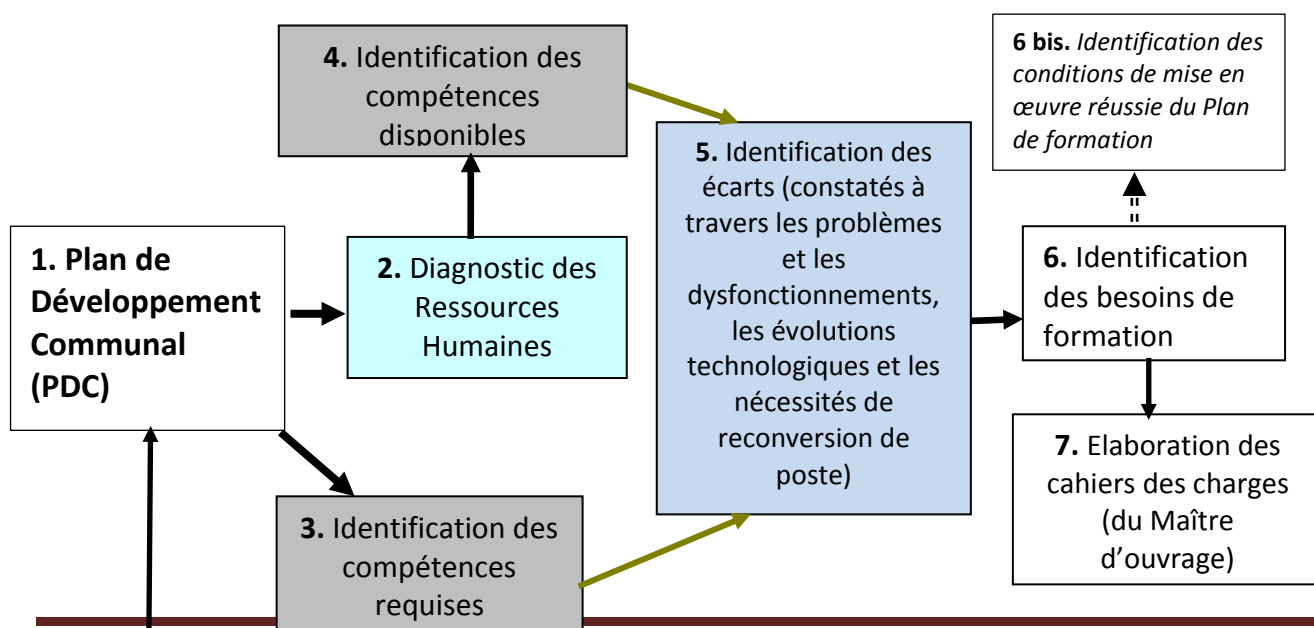 4. Identification des
compétences
disponibles
6 bis. Identification des
conditions de mise en
œuvre réussie du Plan
de formation
5. Identification des
écarts (constatés à
travers les problèmes
et les
dysfonctionnements,
les évolutions
technologiques et les
nécessités de
reconversion de
poste)
1. Plan de
Développement
Communal
(PDC)
2. Diagnostic des
Ressources
Humaines
6. Identification
des besoins de
formation
7. Elaboration des
cahiers des charges
(du Maître
d’ouvrage)
3. Identification des
compétences
requises